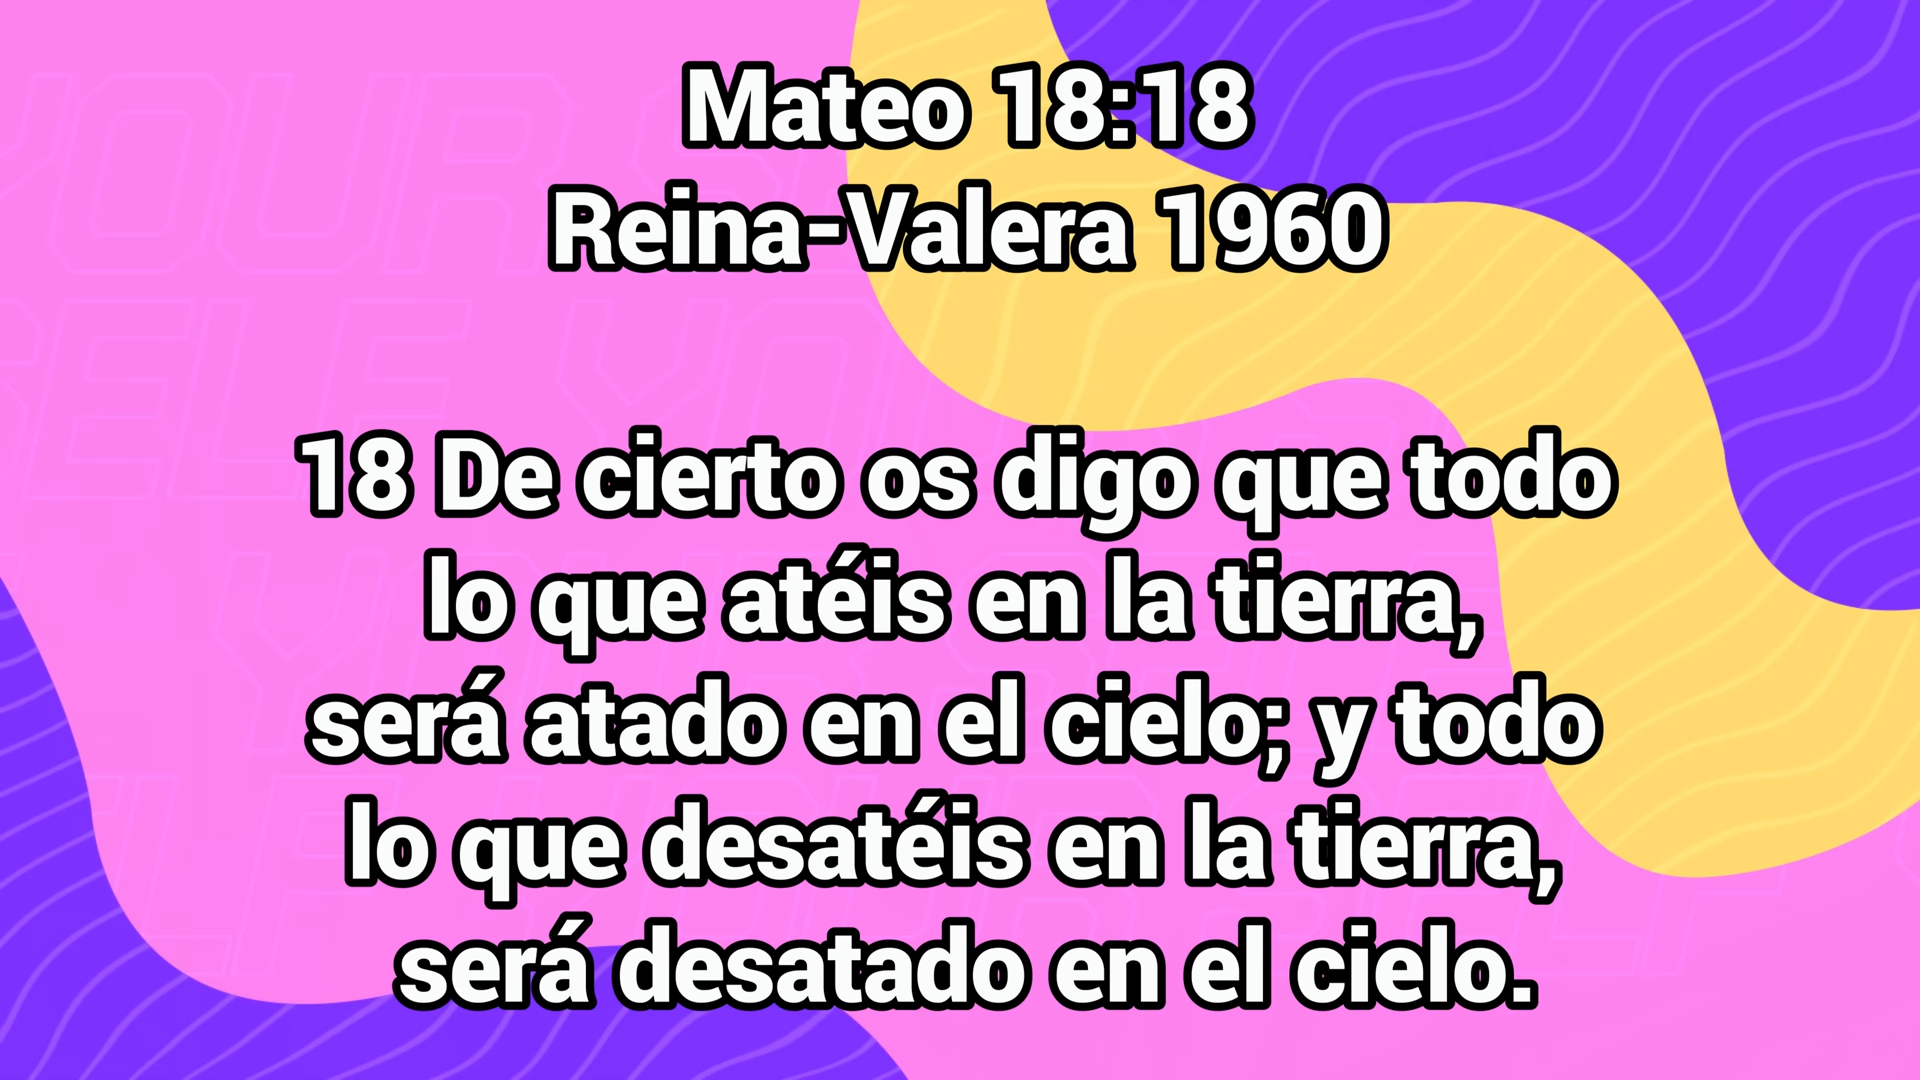 Mateo 18:18
Reina-Valera 1960
18 De cierto os digo que todo
lo que atéis en la tierra,
será atado en el cielo; y todo
lo que desatéis en la tierra,
será desatado en el cielo.